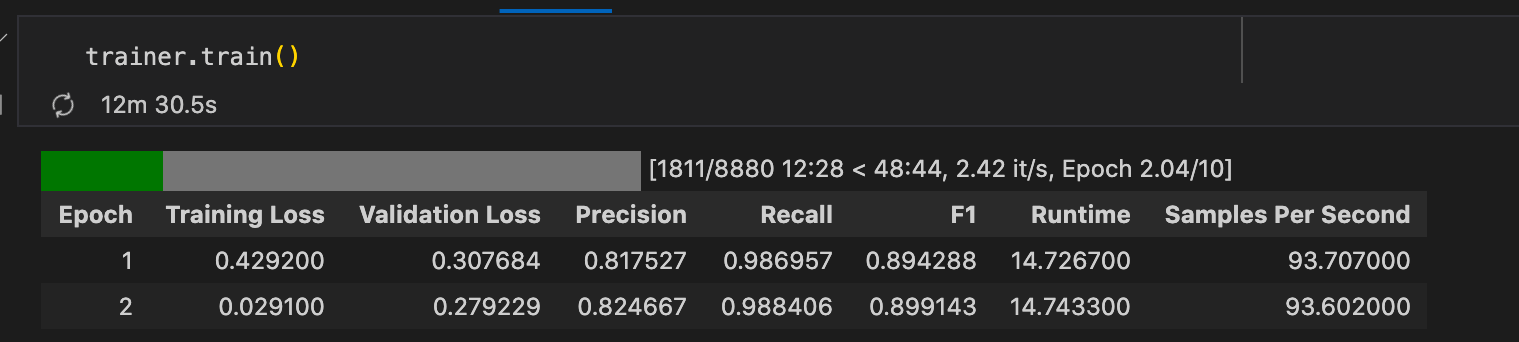 trainer.train()
12m 30.5s
[1811/8880 12:28 < 48:44, 2.42 it/s, Epoch 2.04/10]
Epoch Training Loss Validation Loss Precision Recall F1 Runtime Samples Per Second
1 0.429200 0.307684 0.817527 0.986957 0.894288 14.726700 93.707000
2 0.029100 0.279229 0.824667 0.988406 0.899143 14.743300 93.602000